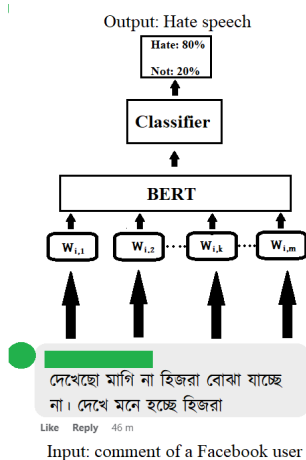 Output: Hate speech
Hate: 80%
Not: 20%
Classifier
BERT
Wi,1 Wi,2 ..... Wi,k ..... Wi,m
দেখেছো মাগি না হিজরা বোঝা যাচ্ছে
না। দেখে মনে হচ্ছে হিজরা
Like Reply 46 m
Input: comment of a Facebook user